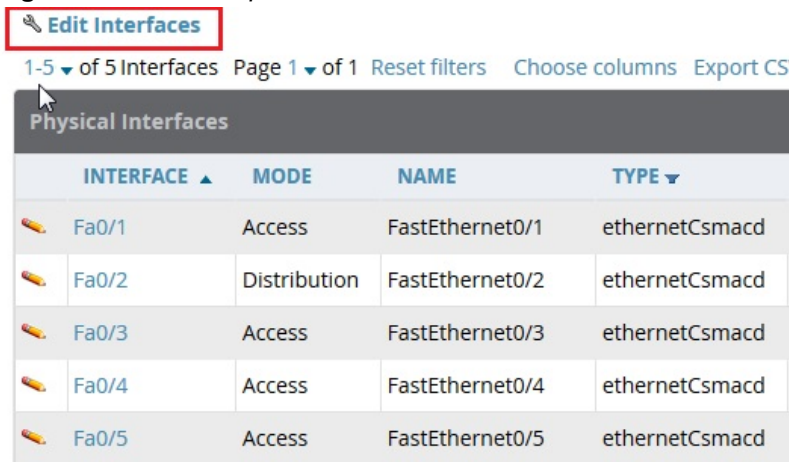 Edit Interfaces
1-5 of 5 Interfaces Page 1 of 1 Reset filters Choose columns Export CS
Physical Interfaces
INTERFACE MODE NAME TYPE
Fa0/1 Access FastEthernet0/1 ethernetCsmacd
Fa0/2 Distribution FastEthernet0/2 ethernetCsmacd
Fa0/3 Access FastEthernet0/3 ethernetCsmacd
Fa0/4 Access FastEthernet0/4 ethernetCsmacd
Fa0/5 Access FastEthernet0/5 ethernetCsmacd